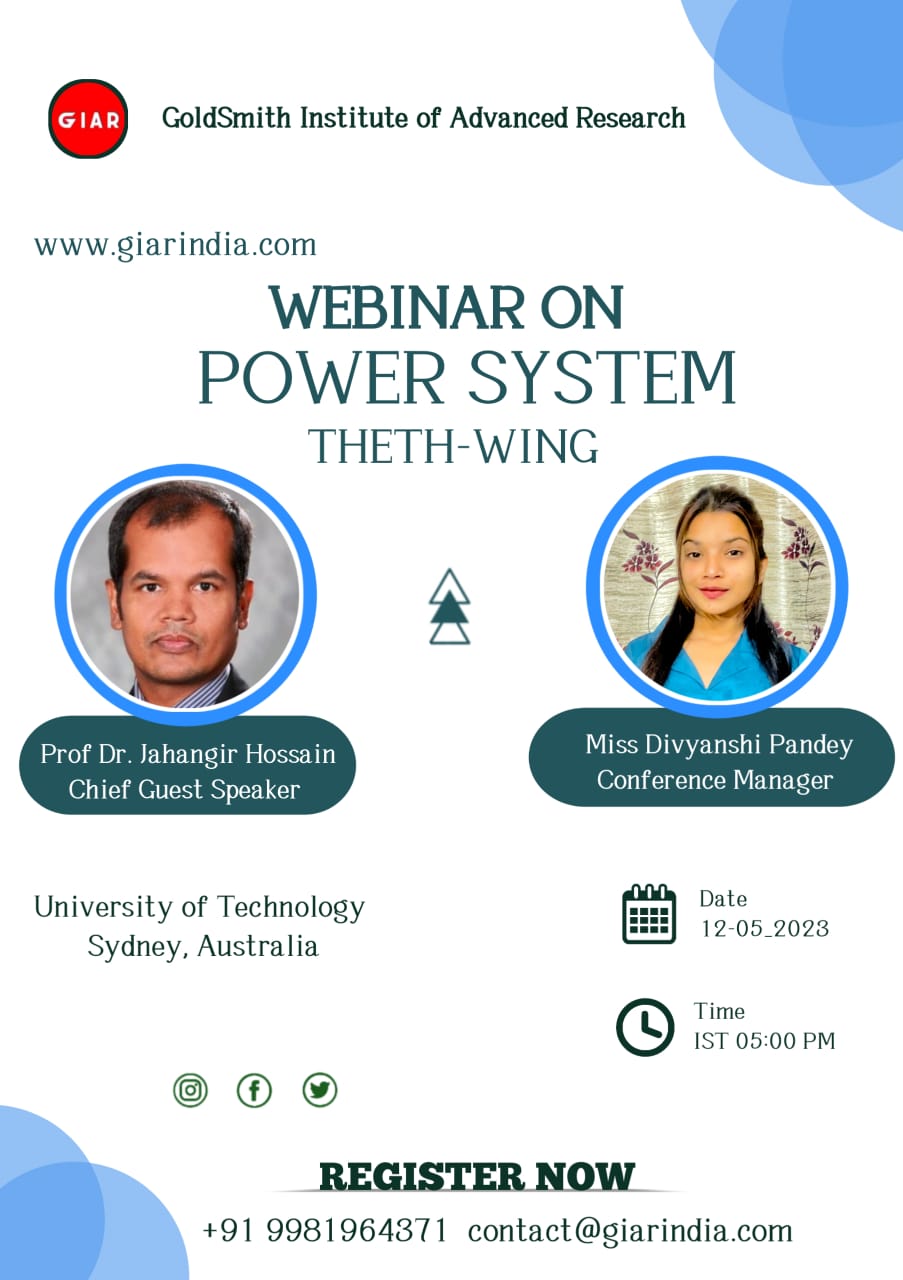 GIAR
GoldSmith Institute of Advanced Research
www.giarindia.com
WEBINAR ON
POWER SYSTEM
THETH-WING
Prof Dr. Jahangir Hossain
Chief Guest Speaker
Miss Divyanshi Pandey
Conference Manager
University of Technology
Sydney, Australia
Date
12-05_2023
Time
IST 05:00 PM
REGISTER NOW
+91 9981964371 contact@giarindia.com